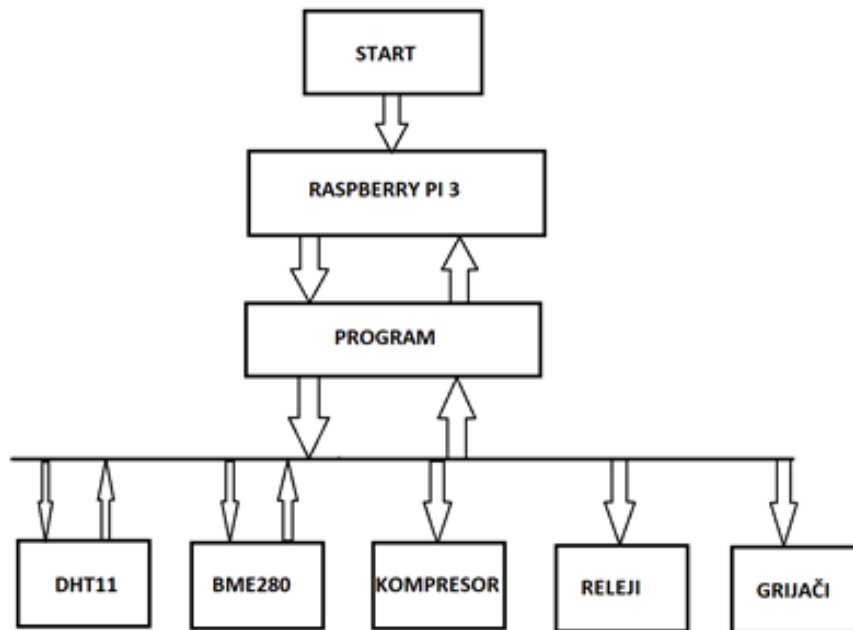 START
RASPBERRY PI 3
PROGRAM
DHT11
BME280
KOMPRESOR
RELEJI
GRIJAČI